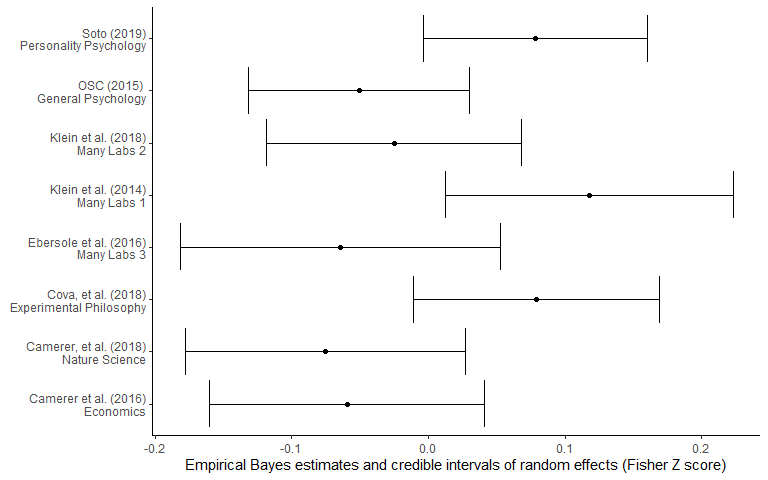 Soto (2019)
Personality Psychology
OSC (2015)
General Psychology
Klein et al. (2018)
Many Labs 2
Klein et al. (2014)
Many Labs 1
Ebersole et al. (2016)
Many Labs 3
Cova, et al. (2018)
Experimental Philosophy
Camerer, et al. (2018)
Nature Science
Camerer et al. (2016)
Economics
-0.2 -0.1 0.0 0.1 0.2
Empirical Bayes estimates and credible intervals of random effects (Fisher Z score)